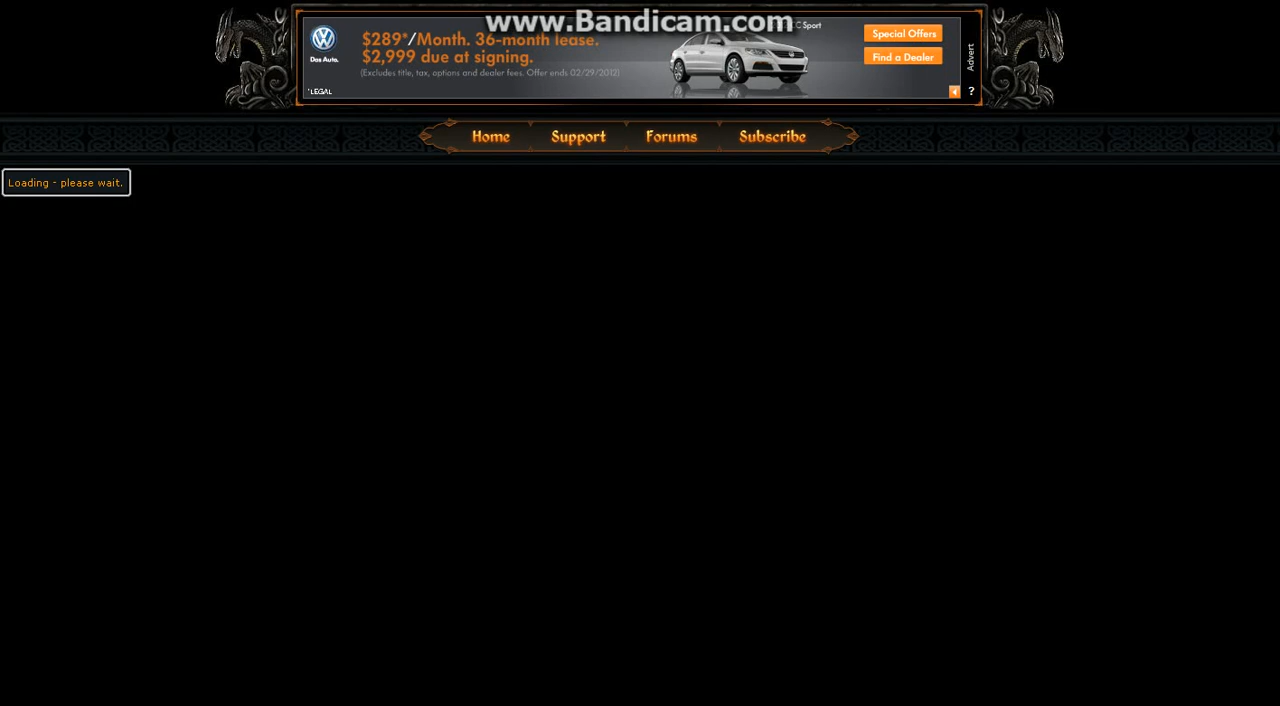 www.Bandicam.com
CC Sport
$289*/Month. 36-month lease.
$2,999 due at signing.
(Excludes title, tax, options and dealer fees. Offer ends 02/29/2012)
Das Auto.
*LEGAL
Special Offers
Find a Dealer
Advert
?
Home Support Forums Subscribe
Loading - please wait.